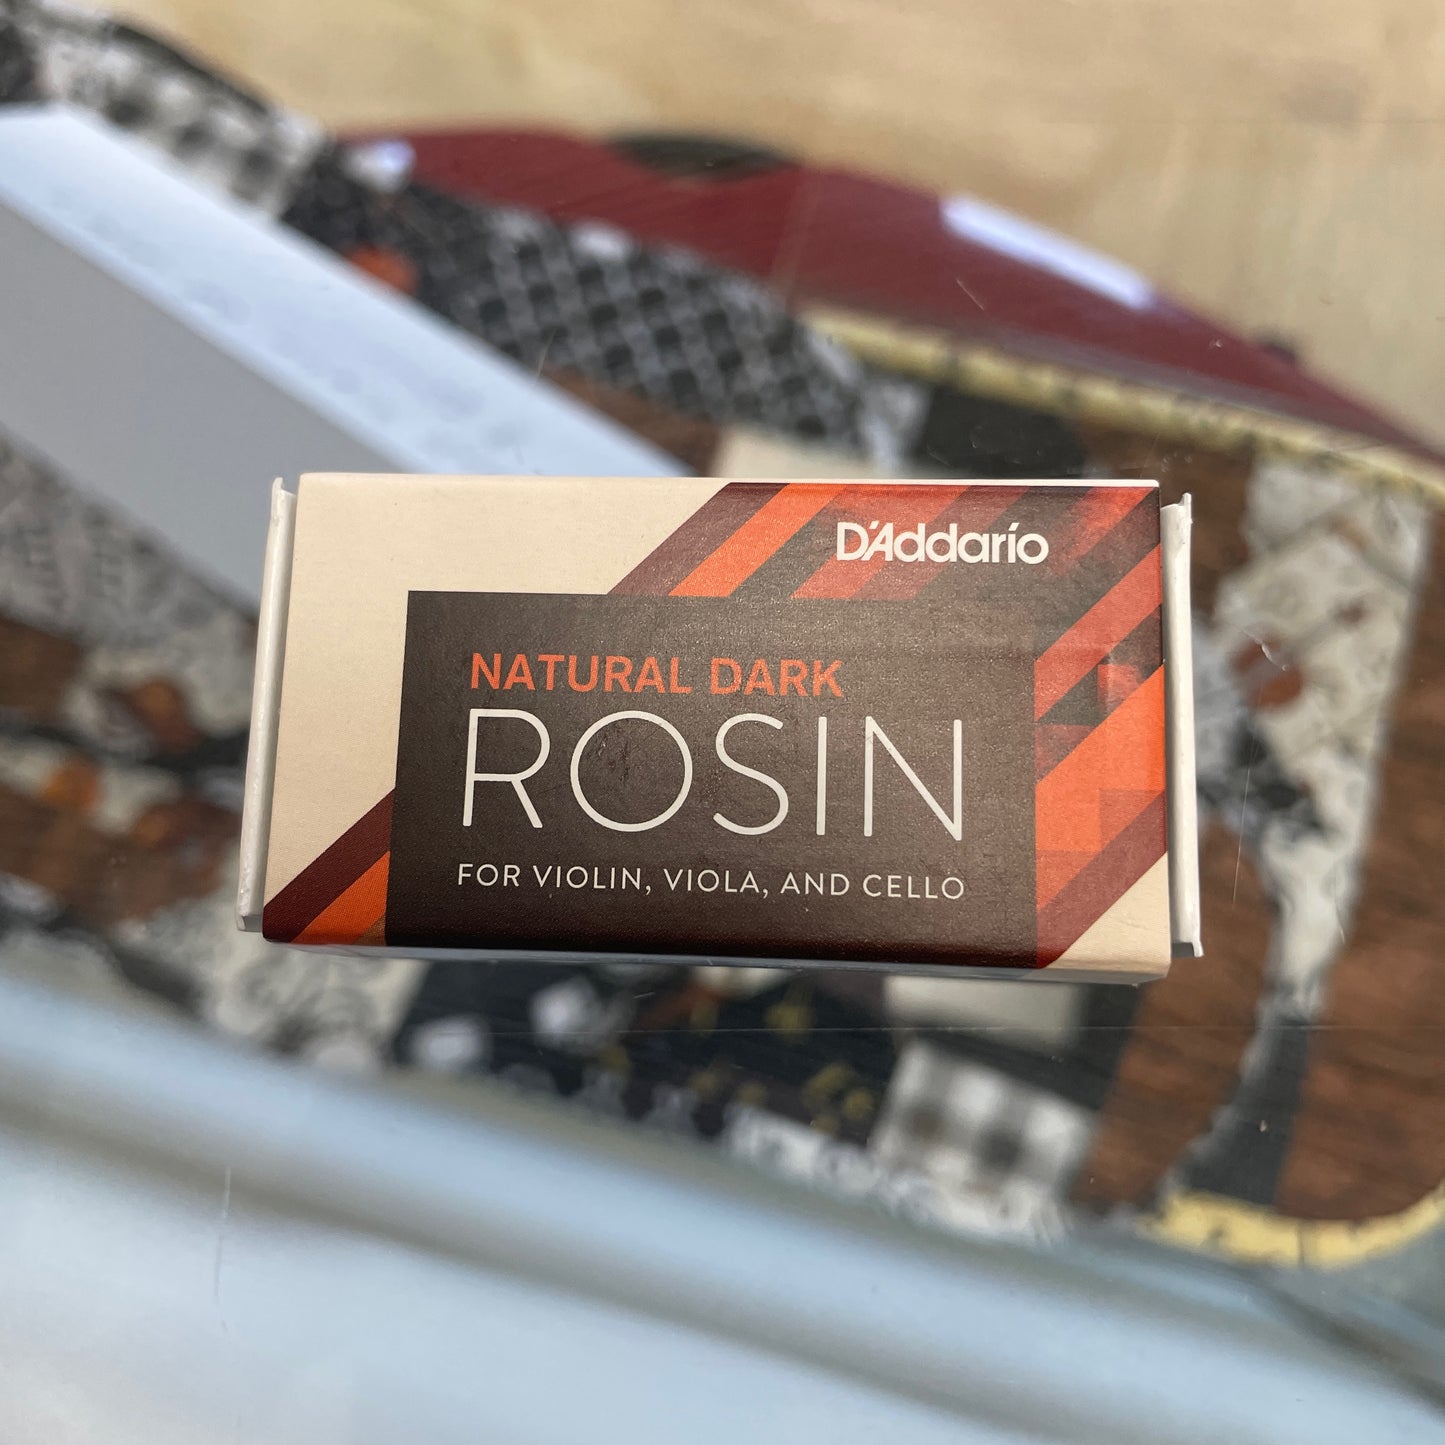 D'Addario
NATURAL DARK
ROSIN
FOR VIOLIN, VIOLA, AND CELLO